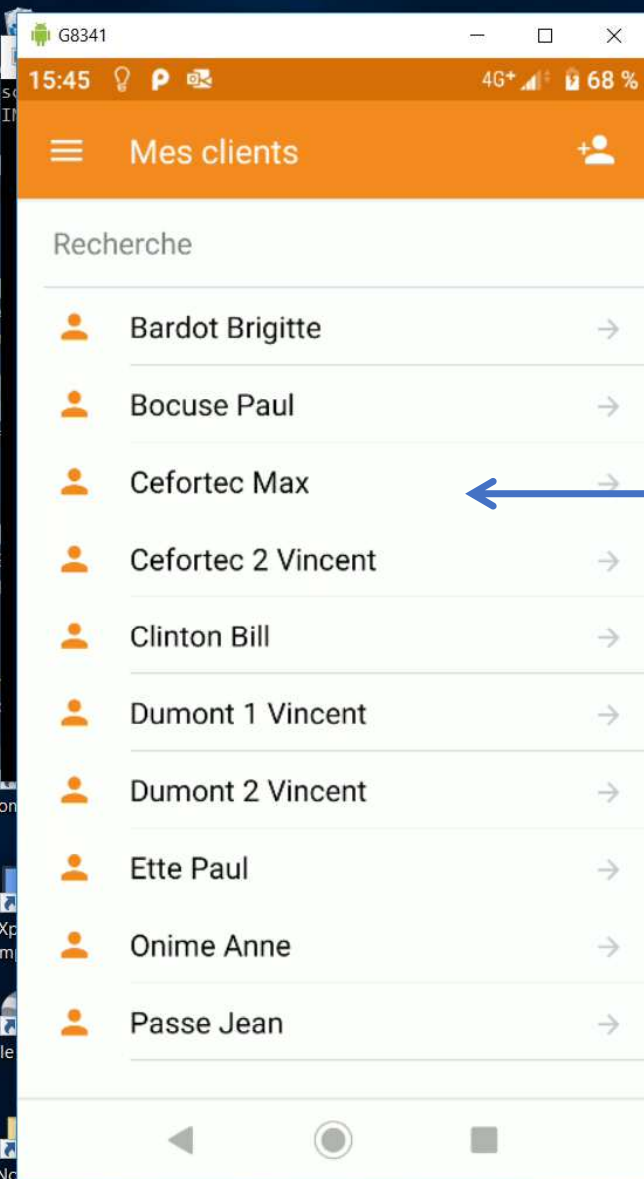 G8341
15:45 4G+ 68 %
Mes clients
Recherche
Bardot Brigitte
Bocuse Paul
Cefortec Max
Cefortec 2 Vincent
Clinton Bill
Dumont 1 Vincent
Dumont 2 Vincent
Ette Paul
Onime Anne
Passe Jean